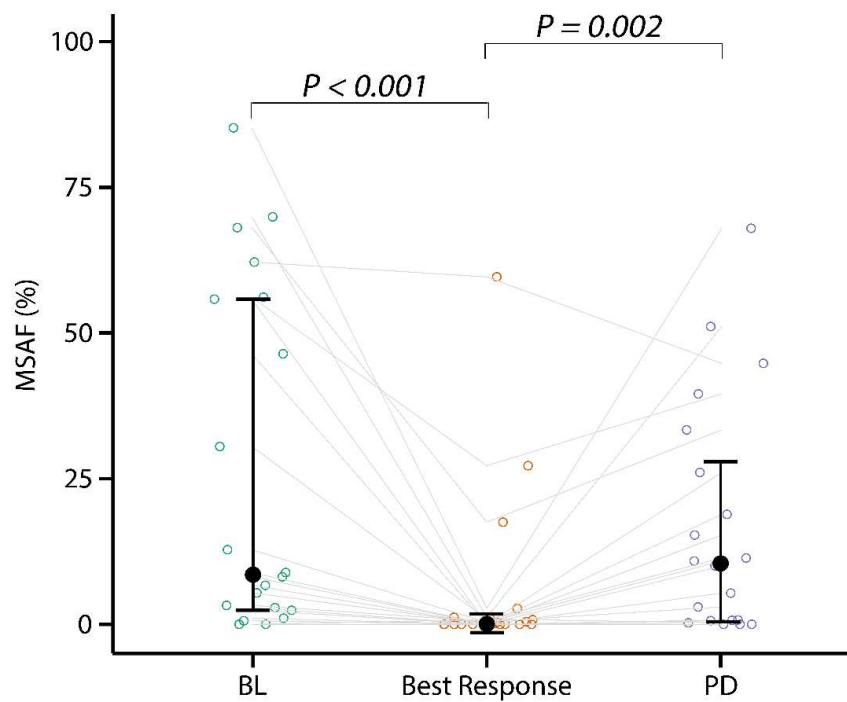 P = 0.002
P < 0.001
100
75
50
25
0
MSAF (%)
BL Best Response PD